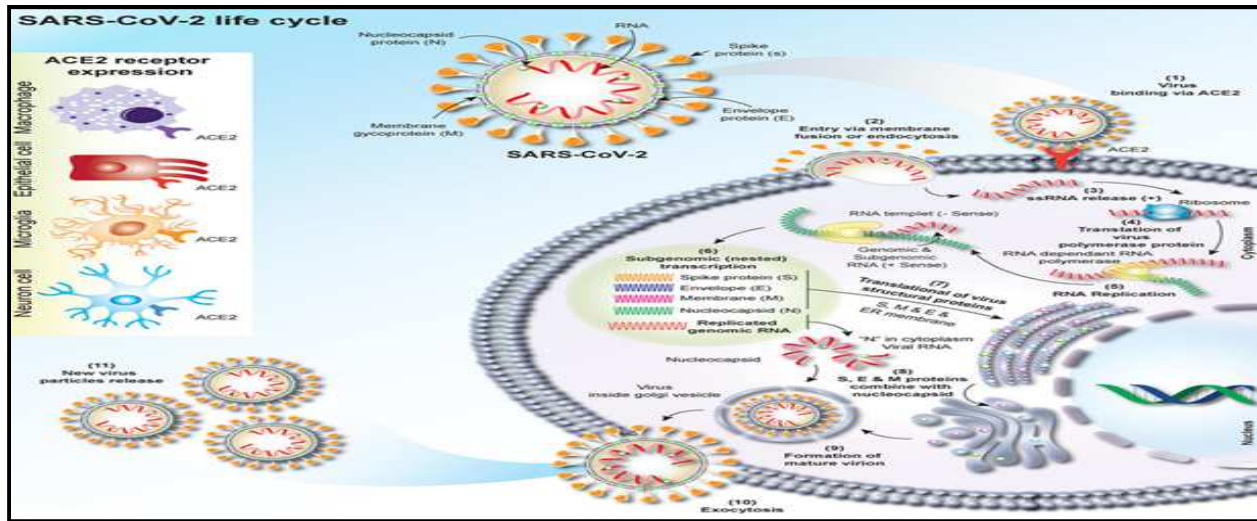 SARS-CoV-2 life cycle
ACE2 receptor
expression
Macrophage
ACE2
Epithelial cell
ACE2
Microglia
ACE2
Neuron cell
ACE2
Nucleocapsid
protein (N)
RNA
Spike
protein (s)
Membrane
gycoprotein (M)
Envelope
protein (E)
SARS-CoV-2
(1)
Virus
binding via ACE2
ACE2
(2)
Entry via membrane
fusion or endocytosis
(3)
ssRNA release (+)
Ribosome
(4)
Translation of
virus
polymerase protein
RNA dependant RNA
polymerase
(5)
RNA Replication
RNA templet (- Sense)
Genomic &
Subgenomic
RNA (+ Sense)
(6)
Subgenomic (nested)
transcription
Spike protein (S)
Envelope (E)
Membrane (M)
Nucleocapsid (N)
Replicated
genomic RNA
(7)
Translational of virus
structural proteins
S, M & E &
ER membrane
"N" in cytoplasm
Viral RNA
Nucleocapsid
(8)
S, E & M proteins
combine with
nucleocapsid
Virus
inside golgi vesicle
(9)
Formation of
mature virion
(10)
Exocytosis
(11)
New virus
particles release
Cytoplasm
Nucleus